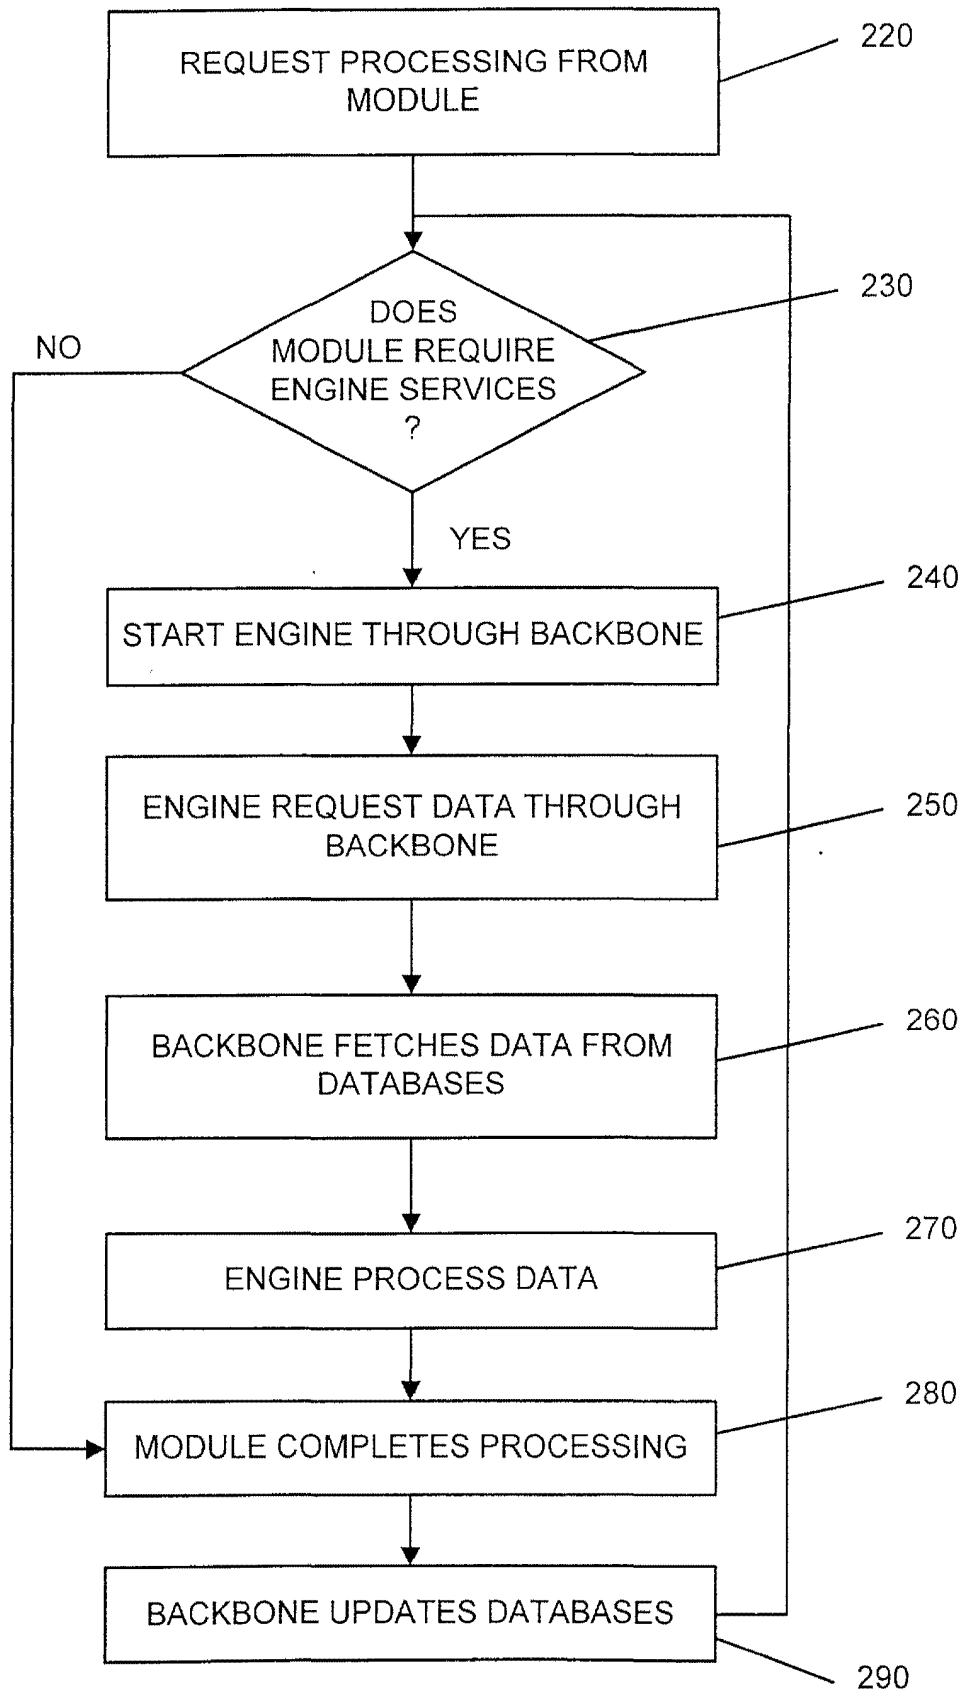 REQUEST PROCESSING FROM
MODULE
220
DOES
MODULE REQUIRE
ENGINE SERVICES
?
230
NO
YES
240
START ENGINE THROUGH BACKBONE
ENGINE REQUEST DATA THROUGH
BACKBONE
250
BACKBONE FETCHES DATA FROM
DATABASES
260
ENGINE PROCESS DATA
270
MODULE COMPLETES PROCESSING
280
BACKBONE UPDATES DATABASES
290